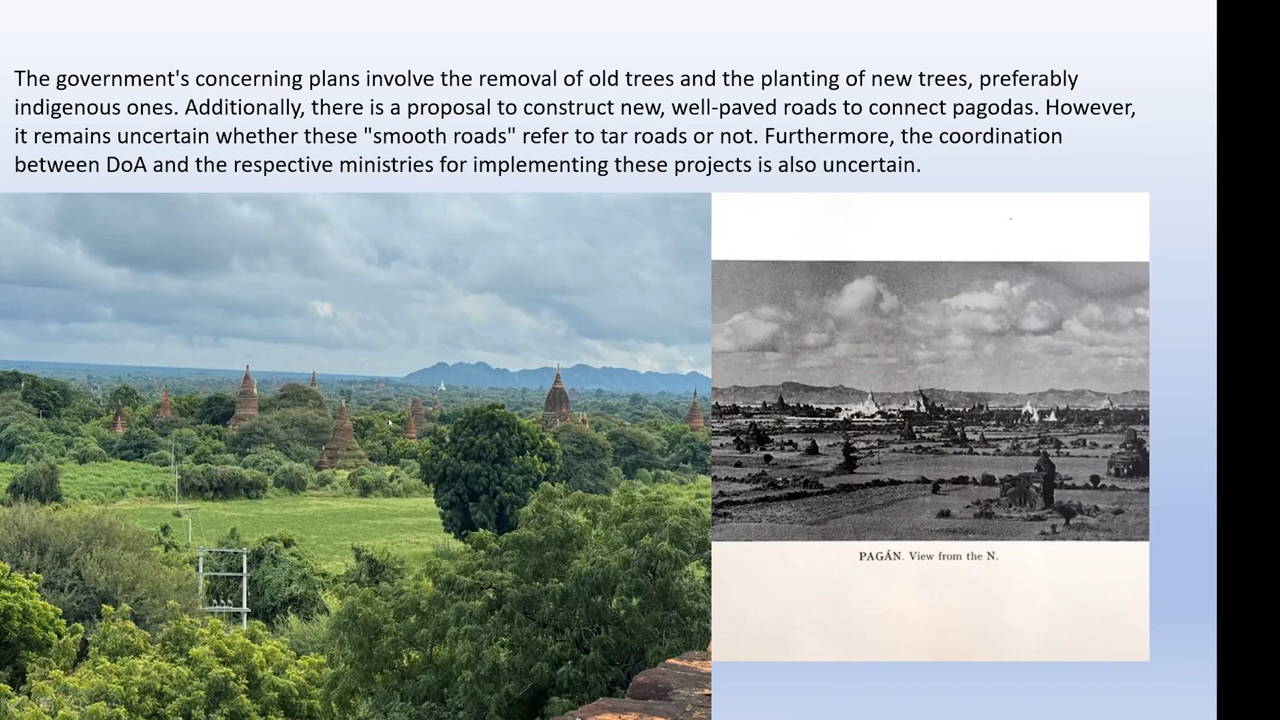 The government's concerning plans involve the removal of old trees and the planting of new trees, preferably
indigenous ones. Additionally, there is a proposal to construct new, well-paved roads to connect pagodas. However,
it remains uncertain whether these "smooth roads" refer to tar roads or not. Furthermore, the coordination
between DoA and the respective ministries for implementing these projects is also uncertain.
PAGÁN. View from the N.